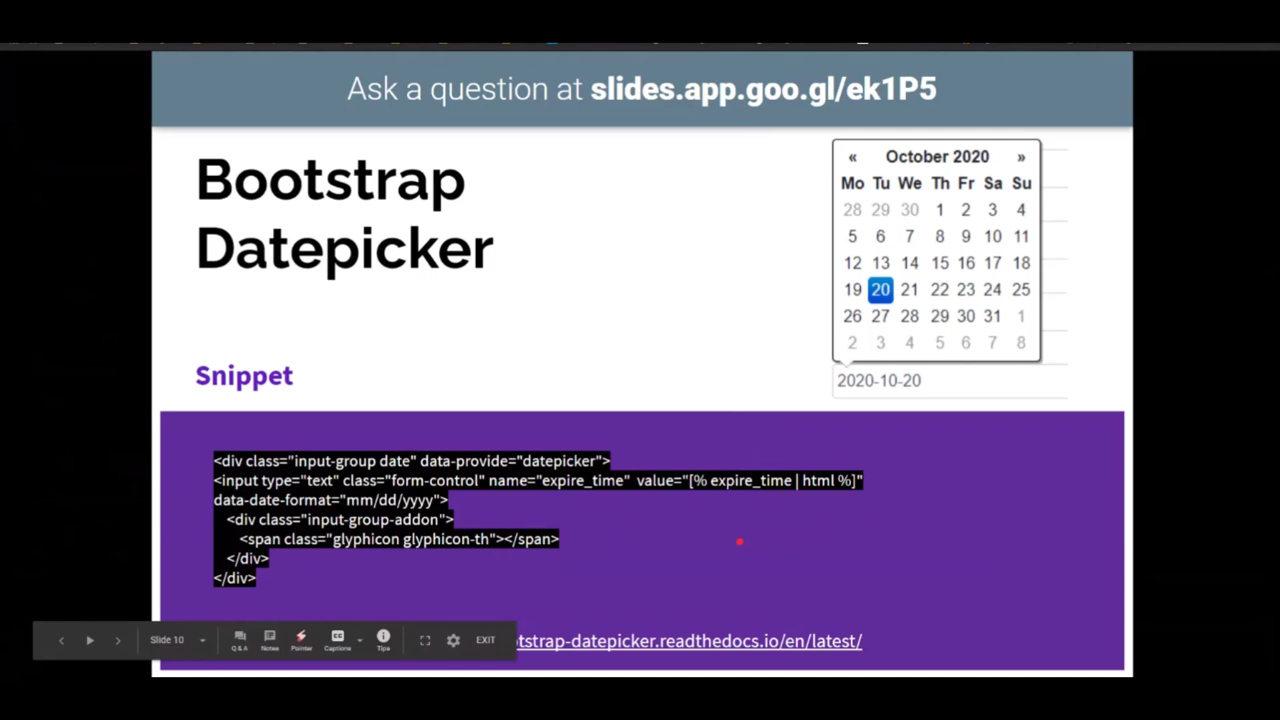 Ask a question at slides.app.goo.gl/ek1P5
Bootstrap
Datepicker
« October 2020 »
Mo Tu We Th Fr Sa Su
28 29 30 1 2 3 4
5 6 7 8 9 10 11
12 13 14 15 16 17 18
19 20 21 22 23 24 25
26 27 28 29 30 31 1
2 3 4 5 6 7 8
2020-10-20
Snippet
<div class="input-group date" data-provide="datepicker">
<input type="text" class="form-control" name="expire_time" value="[% expire_time | html %]"
data-date-format="mm/dd/yyyy">
<div class="input-group-addon">
<span class="glyphicon glyphicon-th"></span>
</div>
</div>
tstrap-datepicker.readthedocs.io/en/latest/
Slide 10
Q & A
Notes
Pointer
CC
Captions
Tips
EXIT